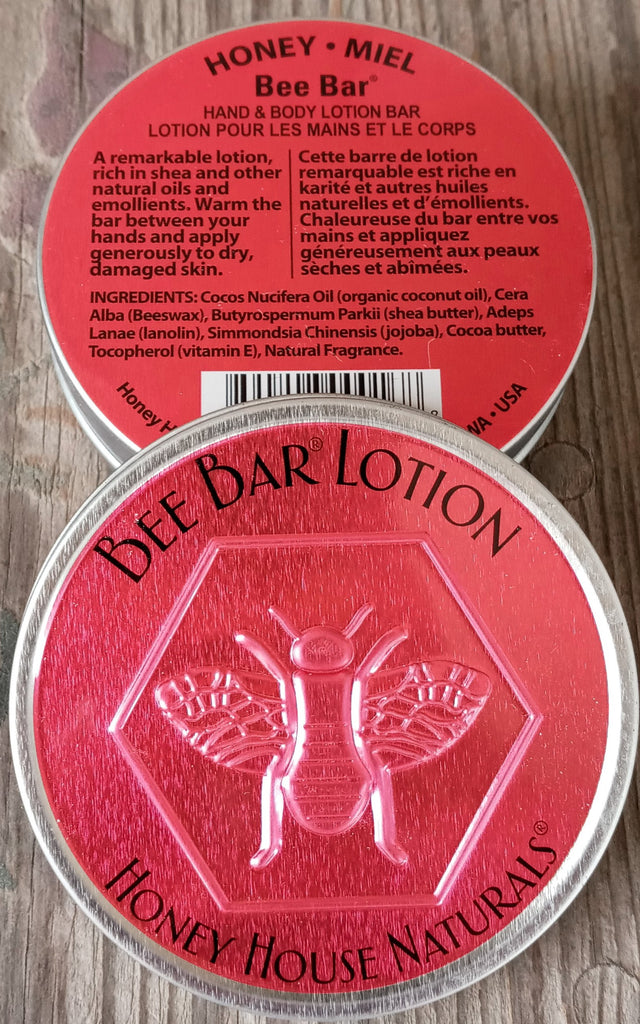 HONEY • MIEL
Bee Bar®
HAND & BODY LOTION BAR
LOTION POUR LES MAINS ET LE CORPS
A remarkable lotion,
rich in shea and other
natural oils and
emollients. Warm the
bar between your
hands and apply
generously to dry,
damaged skin.
Cette barre de lotion
remarquable est riche en
karité et autres huiles
naturelles et d'émollients.
Chaleureuse du bar entre vos
mains et appliquez
généreusement aux peaux
sèches et abîmées.
INGREDIENTS: Cocos Nucifera Oil (organic coconut oil), Cera
Alba (Beeswax), Butyrospermum Parkii (shea butter), Adeps
Lanae (lanolin), Simmondsia Chinensis (jojoba), Cocoa butter,
Tocopherol (vitamin E), Natural Fragrance.
Honey WA • USA
BEE BAR® LOTION
HONEY HOUSE NATURALS®